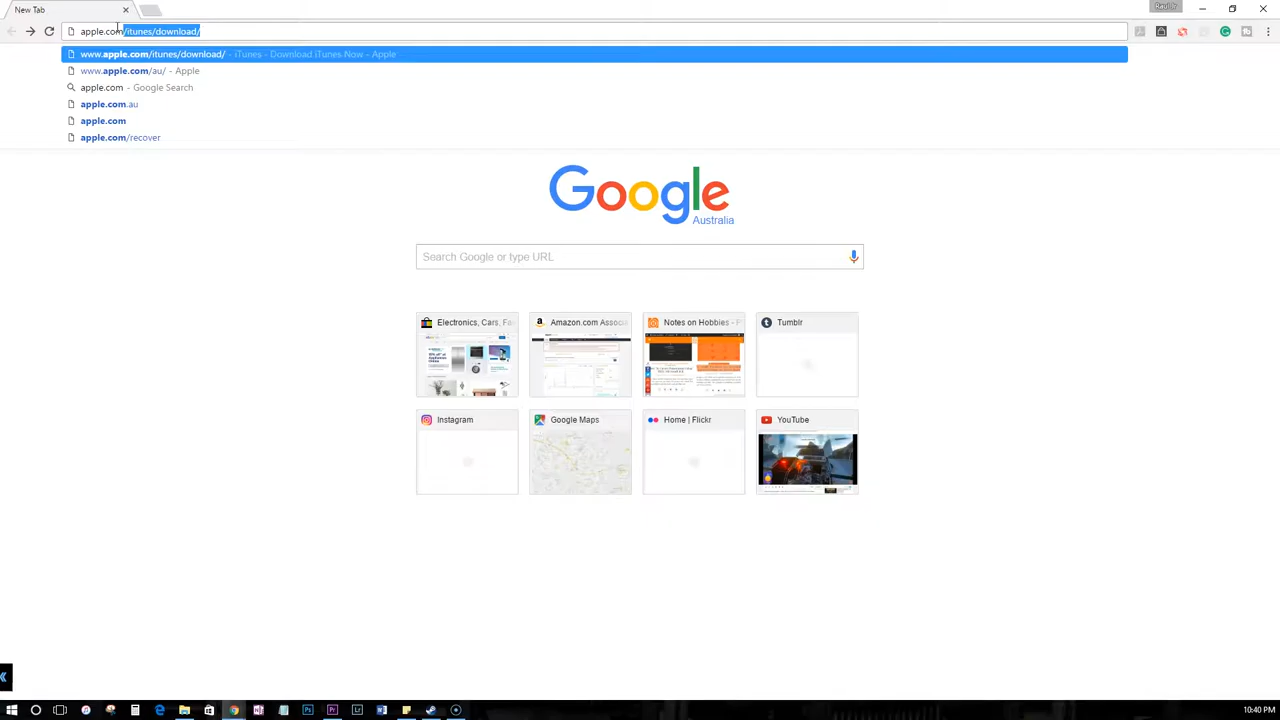 New Tab
Raul Jr
apple.com/itunes/download/
www.apple.com/itunes/download/ - iTunes - Download iTunes Now - Apple
www.apple.com/au/ - Apple
apple.com - Google Search
apple.com.au
apple.com
apple.com/recover
Google
Australia
Search Google or type URL
Electronics, Cars, Fa
Amazon.com Associ
Notes on Hobbies - P
Tumblr
Instagram
Google Maps
Home | Flickr
YouTube
10:40 PM